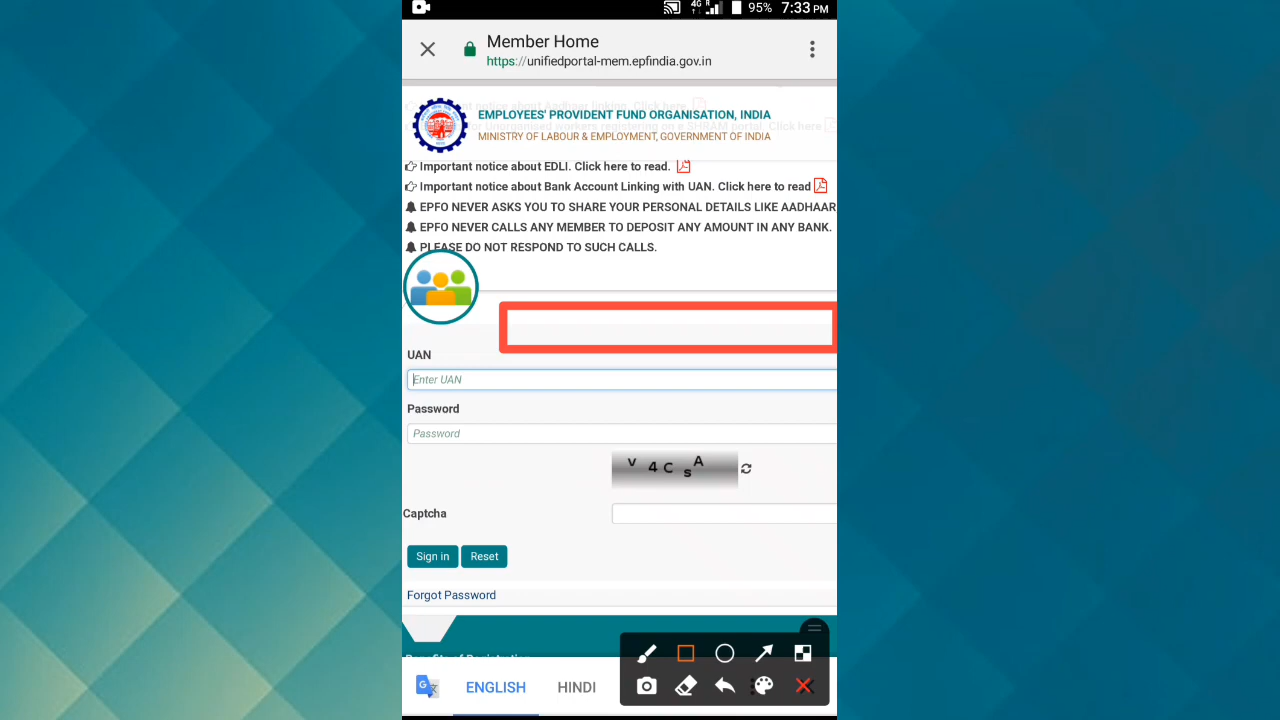 4G
R
95% 7:33 PM
Member Home
https://unifiedportal-mem.epfindia.gov.in
EMPLOYEES' PROVIDENT FUND ORGANISATION, INDIA
MINISTRY OF LABOUR & EMPLOYMENT, GOVERNMENT OF INDIA
Important notice about EDLI. Click here to read.
Important notice about Bank Account Linking with UAN. Click here to read
EPFO NEVER ASKS YOU TO SHARE YOUR PERSONAL DETAILS LIKE AADHAAR
EPFO NEVER CALLS ANY MEMBER TO DEPOSIT ANY AMOUNT IN ANY BANK.
PLEASE DO NOT RESPOND TO SUCH CALLS.
UAN
Enter UAN
Password
Password
v 4 C s A
Captcha
Sign in Reset
Forgot Password
Benefits of Registration
ENGLISH HINDI